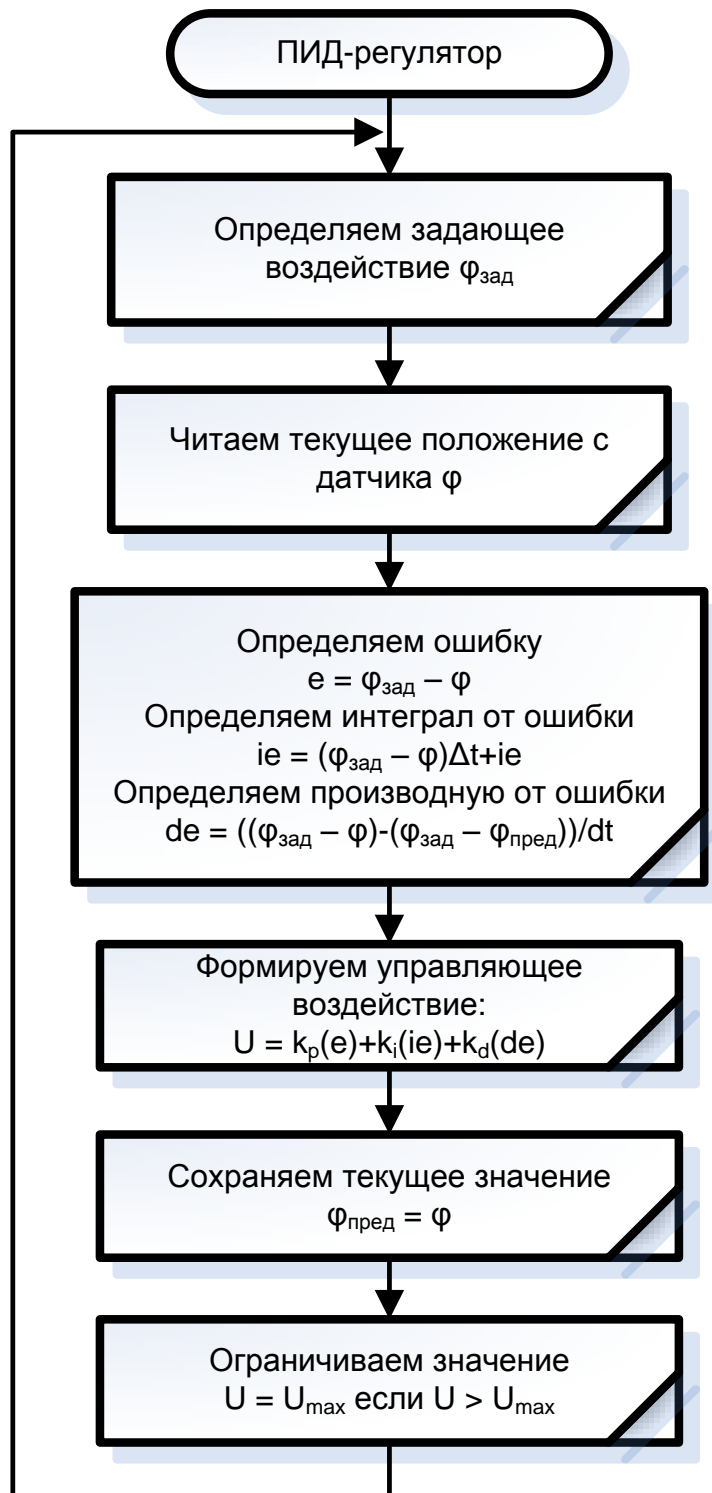 ПИД-регулятор
Определяем задающее
воздействие φзад
Читаем текущее положение с
датчика φ
Определяем ошибку
e = φзад – φ
Определяем интеграл от ошибки
ie = (φзад – φ)Δt+ie
Определяем производную от ошибки
de = ((φзад – φ)-(φзад – φпред))/dt
Формируем управляющее
воздействие:
U = kp(e)+ki(ie)+kd(de)
Сохраняем текущее значение
φпред = φ
Ограничиваем значение
U = Umax если U > Umax